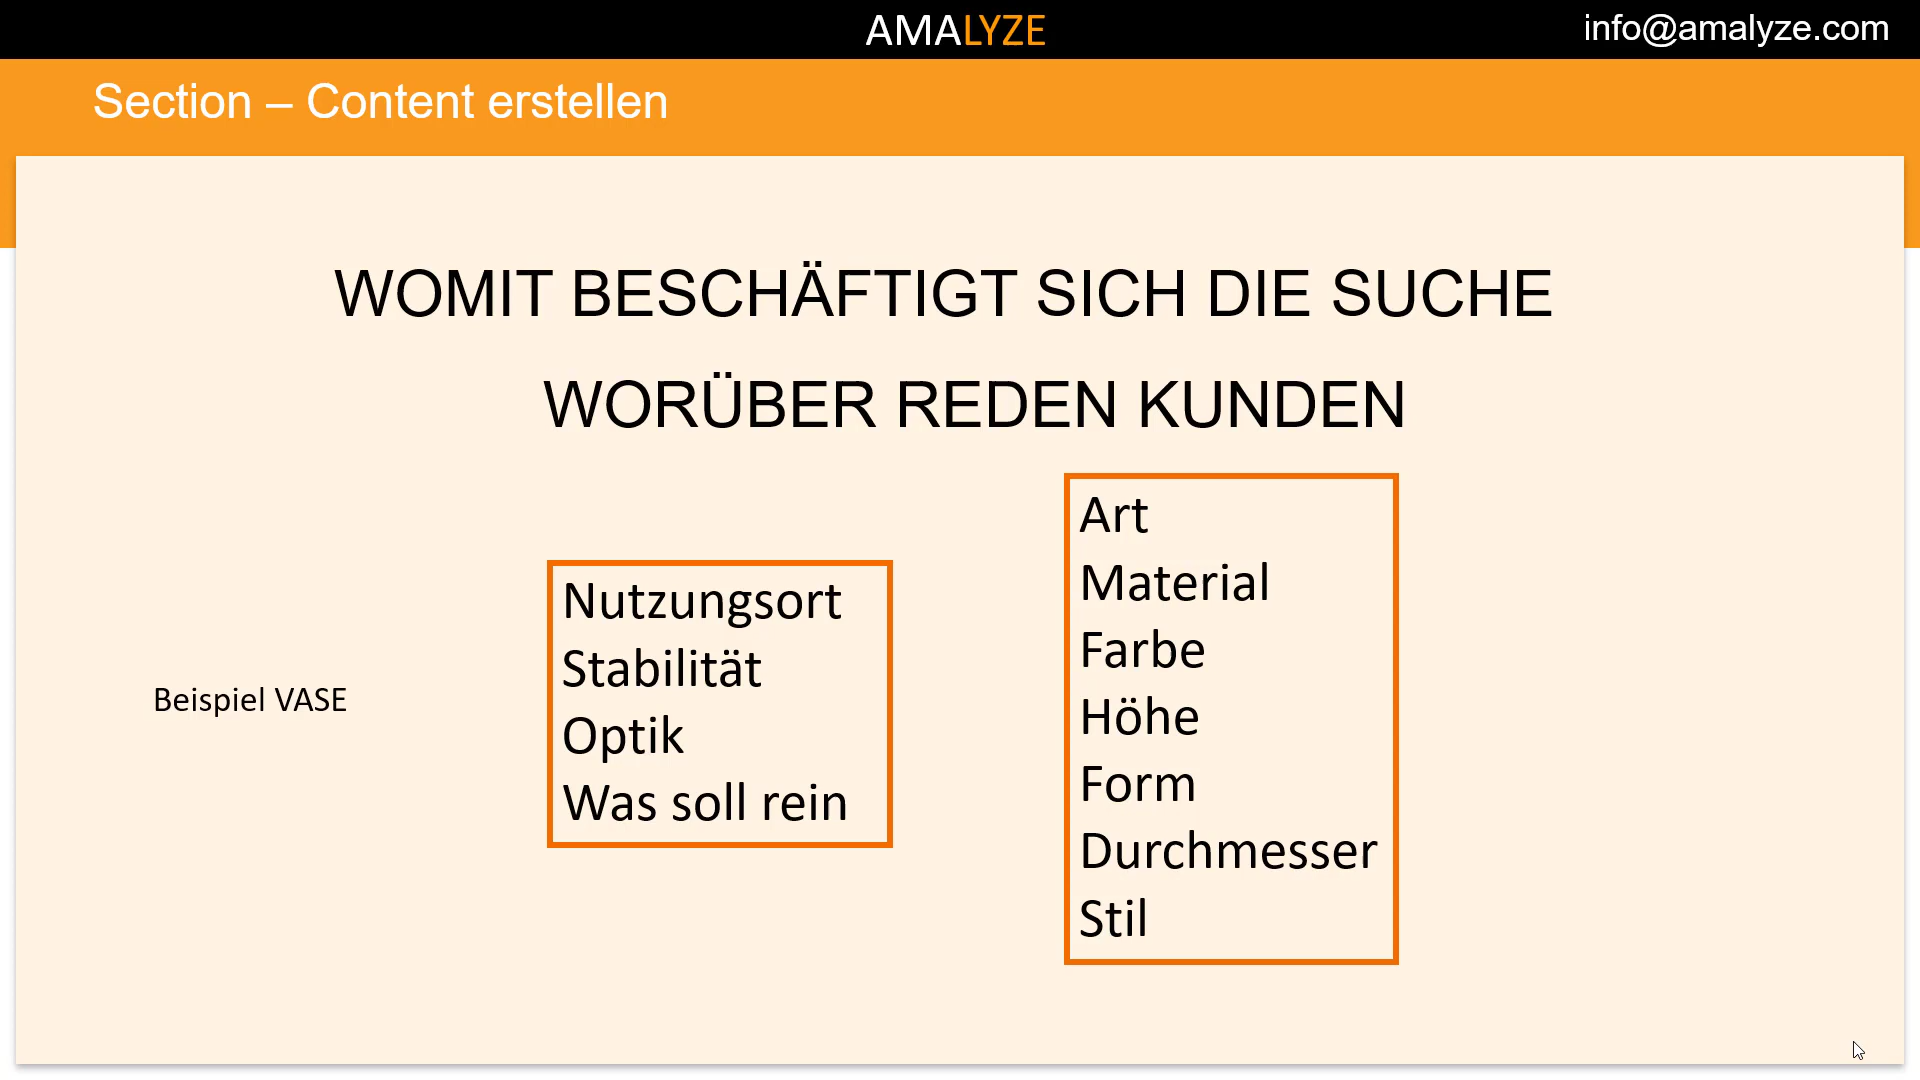 AMALYZE
info@amalyze.com
Section – Content erstellen
WOMIT BESCHÄFTIGT SICH DIE SUCHE
WORÜBER REDEN KUNDEN
Beispiel VASE
Nutzungsort
Stabilität
Optik
Was soll rein
Art
Material
Farbe
Höhe
Form
Durchmesser
Stil